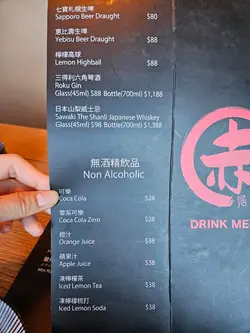 七寶札幌生啤
Sapporo Beer Draught $80
惠比壽生啤
Yebisu Beer Draught $88
檸檬高球
Lemon Highball $88
三得利六角琴酒
Roku Gin
Glass(45ml) $88 Bottle(700ml) $1,188
日本山梨威士忌
Sawaki The Shanli Japanese Whiskey
Glass(45ml) $98 Bottle(700ml) $1,388
無酒精飲品
Non Alcoholic
可樂
Coca Cola $28
零系可樂
Coca Cola Zero $28
橙汁
Orange Juice $38
蘋果汁
Apple Juice $38
凍檸檬茶
Iced Lemon Tea $38
凍檸檬梳打
Iced Lemon Soda $38
赤
居
DRINK ME